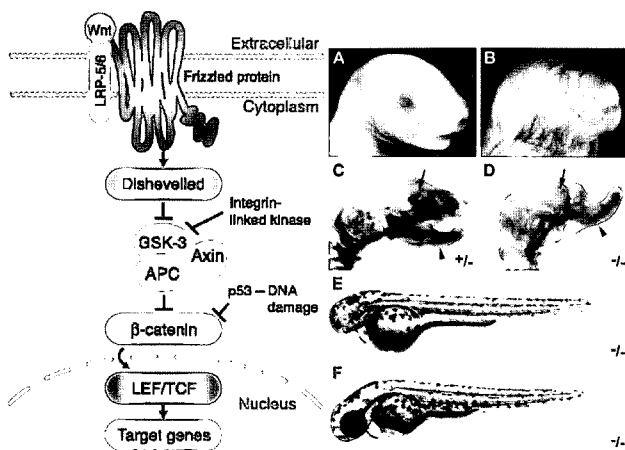 Wnt
LRP-5/6
Extracellular
Frizzled protein
Cytoplasm
Dishevelled
Integrin-
linked kinase
GSK-3
Axin
APC
p53 – DNA
damage
β-catenin
LEF/TCF
Nucleus
Target genes
A
B
C
D
+/-
-/-
E
-/-
F
-/-